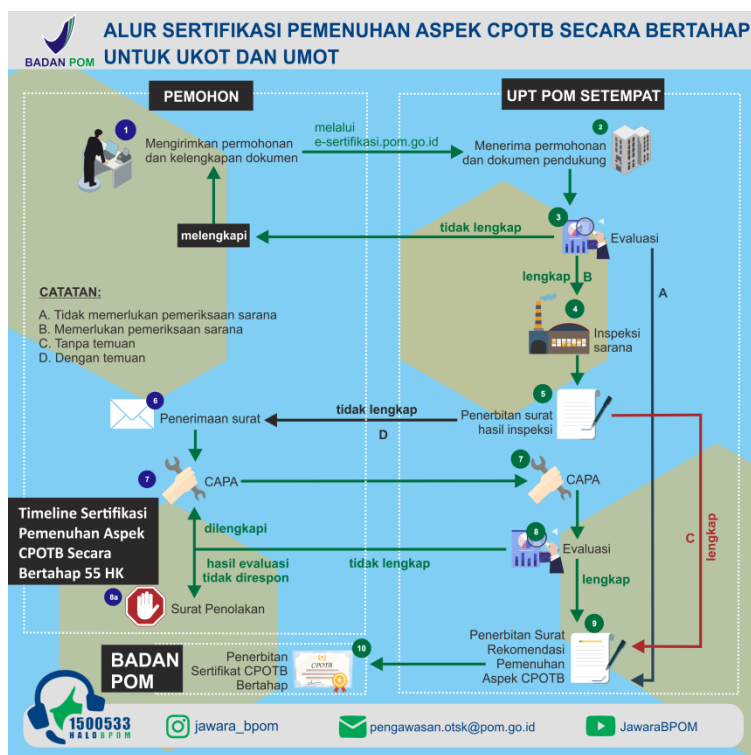 ALUR SERTIFIKASI PEMENUHAN ASPEK CPOTB SECARA BERTAHAP
UNTUK UKOT DAN UMOT
BADAN POM
PEMOHON
UPT POM SETEMPAT
1
Mengirimkan permohonan
dan kelengkapan dokumen
melalui
e-sertifikasi.pom.go.id
2
Menerima permohonan
dan dokumen pendukung
melengkapi
tidak lengkap
3
Evaluasi
lengkap
B
A
CATATAN:
A. Tidak memerlukan pemeriksaan sarana
B. Memerlukan pemeriksaan sarana
C. Tanpa temuan
D. Dengan temuan
4
Inspeksi
sarana
5
Penerbitan surat
hasil inspeksi
tidak lengkap
D
6
Penerimaan surat
7
CAPA
7
CAPA
C
lengkap
Timeline Sertifikasi
Pemenuhan Aspek
CPOTB Secara
Bertahap 55 HK
dilengkapi
hasil evaluasi
tidak direspon
tidak lengkap
8
Evaluasi
lengkap
8a
Surat Penolakan
9
Penerbitan Surat
Rekomendasi
Pemenuhan
Aspek CPOTB
10
Penerbitan
Sertifikat CPOTB
Bertahap
CPOTB
BADAN
POM
1500533
HALOBPOM
jawara_bpom
pengawasan.otsk@pom.go.id
JawaraBPOM